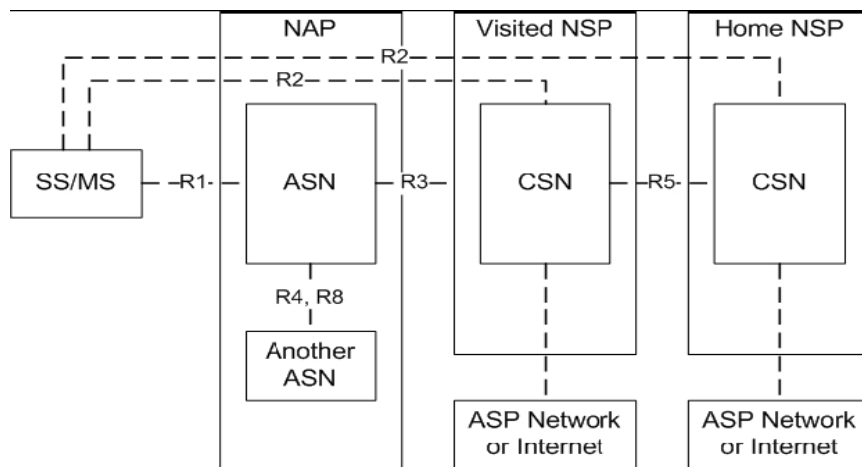 NAP
Visited NSP
Home NSP
R2
R2
SS/MS
R1
ASN
R3
CSN
R5
CSN
R4, R8
Another
ASN
ASP Network
or Internet
ASP Network
or Internet